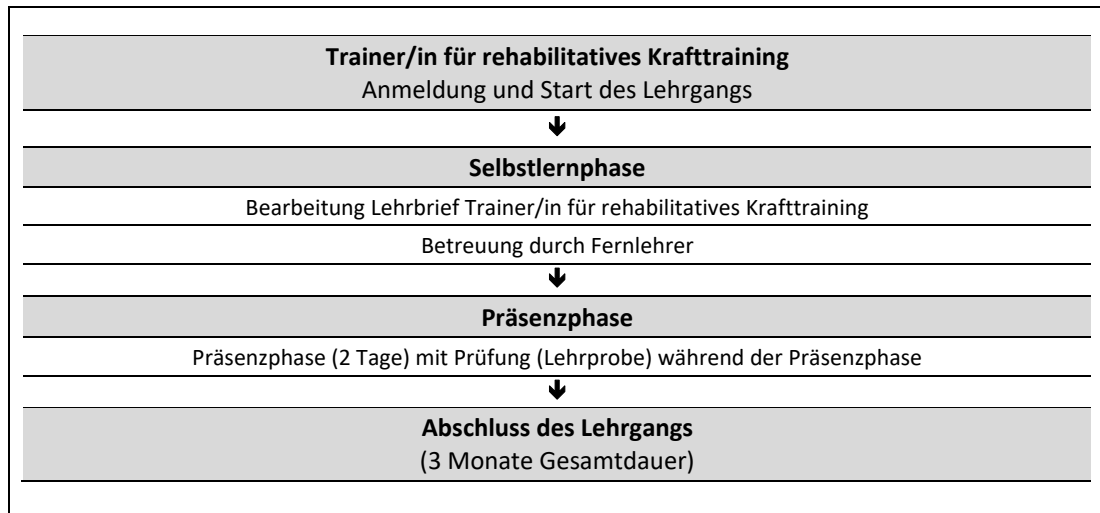 Trainer/in für rehabilitatives Krafttraining
Anmeldung und Start des Lehrgangs
Selbstlernphase
Bearbeitung Lehrbrief Trainer/in für rehabilitatives Krafttraining
Betreuung durch Fernlehrer
Präsenzphase
Präsenzphase (2 Tage) mit Prüfung (Lehrprobe) während der Präsenzphase
Abschluss des Lehrgangs
(3 Monate Gesamtdauer)